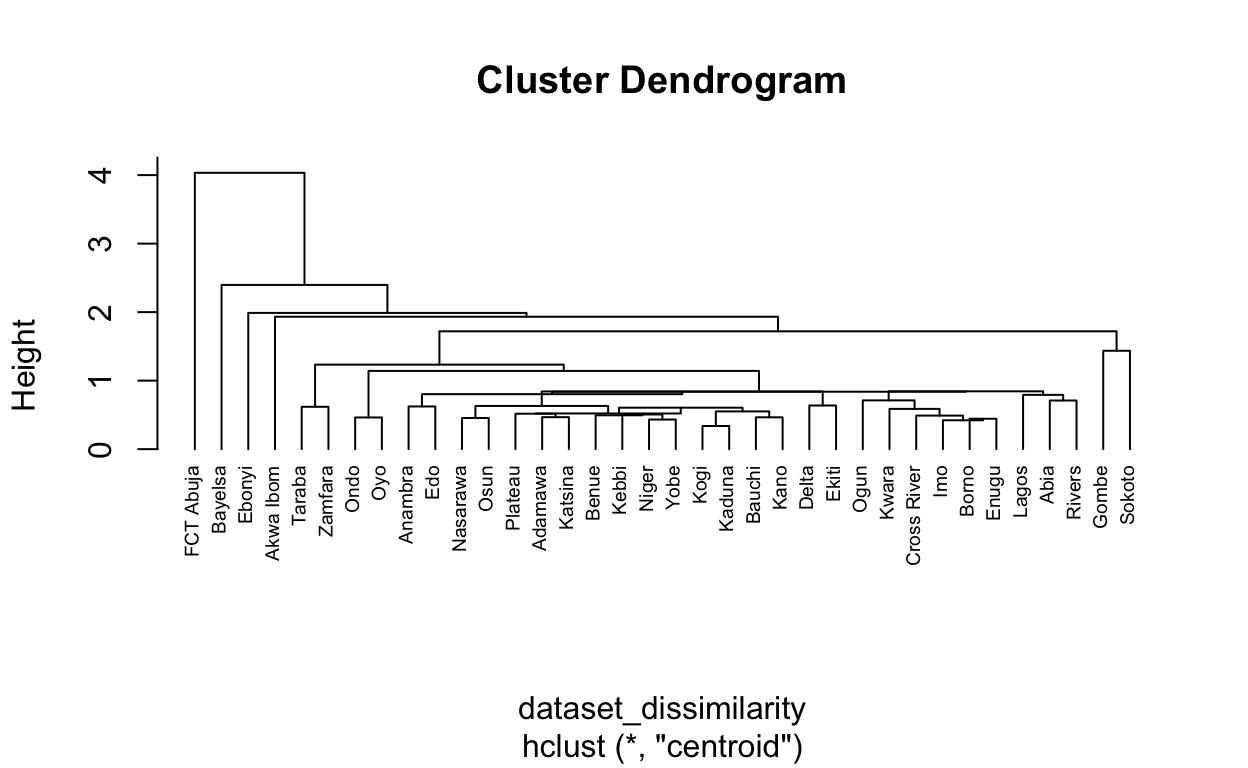 Cluster Dendrogram
Height
4
3
2
1
0
FCT Abuja
Bayelsa
Ebonyi
Akwa Ibom
Taraba
Zamfara
Ondo
Oyo
Anambra
Edo
Nasarawa
Osun
Plateau
Adamawa
Katsina
Benue
Kebbi
Niger
Yobe
Kogi
Kaduna
Bauchi
Kano
Delta
Ekiti
Ogun
Kwara
Cross River
Imo
Borno
Enugu
Lagos
Abia
Rivers
Gombe
Sokoto
dataset_dissimilarity
hclust (*, "centroid")